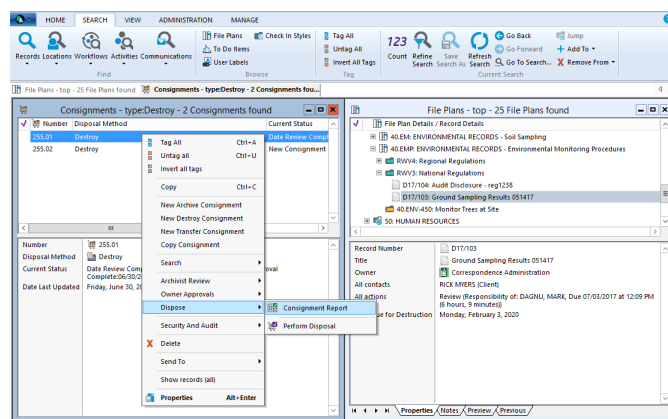 HOME SEARCH VIEW ADMINISTRATION MANAGE
Records Locations Workflows Activities Communications
Find
File Plans Check In Styles
To Do Items
User Labels
Browse
Tag All
Untag All
Invert All Tags
Tag
123
Count Refine Search Save Search As Refresh Search
Go Back
Go Forward
Go To Search...
Jump
Add To
Remove From
Current Search
File Plans - top - 25 File Plans found Consignments - type:Destroy - 2 Consignments fou...
Consignments - type:Destroy - 2 Consignments found
Number Disposal Method Current Status
255.01 Destroy Date Review Compl
255.02 Destroy New Consignment
Number 255.01
Disposal Method Destroy
Current Status Date Review Comp oval
Complete:06/30/2
Date Last Updated Friday, June 30, 20
Tag All Ctrl+A
Untag all Ctrl+U
Invert all tags
Copy Ctrl+C
New Archive Consignment
New Destroy Consignment
New Transfer Consignment
Copy Consignment
Search
Archivist Review
Owner Approvals
Dispose
Security And Audit
X Delete
Send To
Show records (all)
Properties Alt+Enter
Consignment Report
Perform Disposal
File Plans - top - 25 File Plans found
File Plan Details / Record Details
40.EM: ENVIRONMENTAL RECORDS - Soil Sampling
40.EMP: ENVIRONMENTAL RECORDS - Environmental Monitoring Procedures
RWV4: Regional Regulations
RWV3: National Regulations
D17/104: Audit Disclosure - reg1238
D17/103: Ground Sampling Results 051417
40.ENV-450: Monitor Trees at Site
50: HUMAN RESOURCES
Record Number D17/103
Title Ground Sampling Results 051417
Owner Correspondence Administration
All contacts RICK MYERS (Client)
All actions Review (Responsibility of: DAGNU, MARK, Due 07/03/2017 at 12:09 PM
(6 hours, 9 minutes))
ue for Destruction Monday, February 3, 2020
Properties Notes Preview Previous